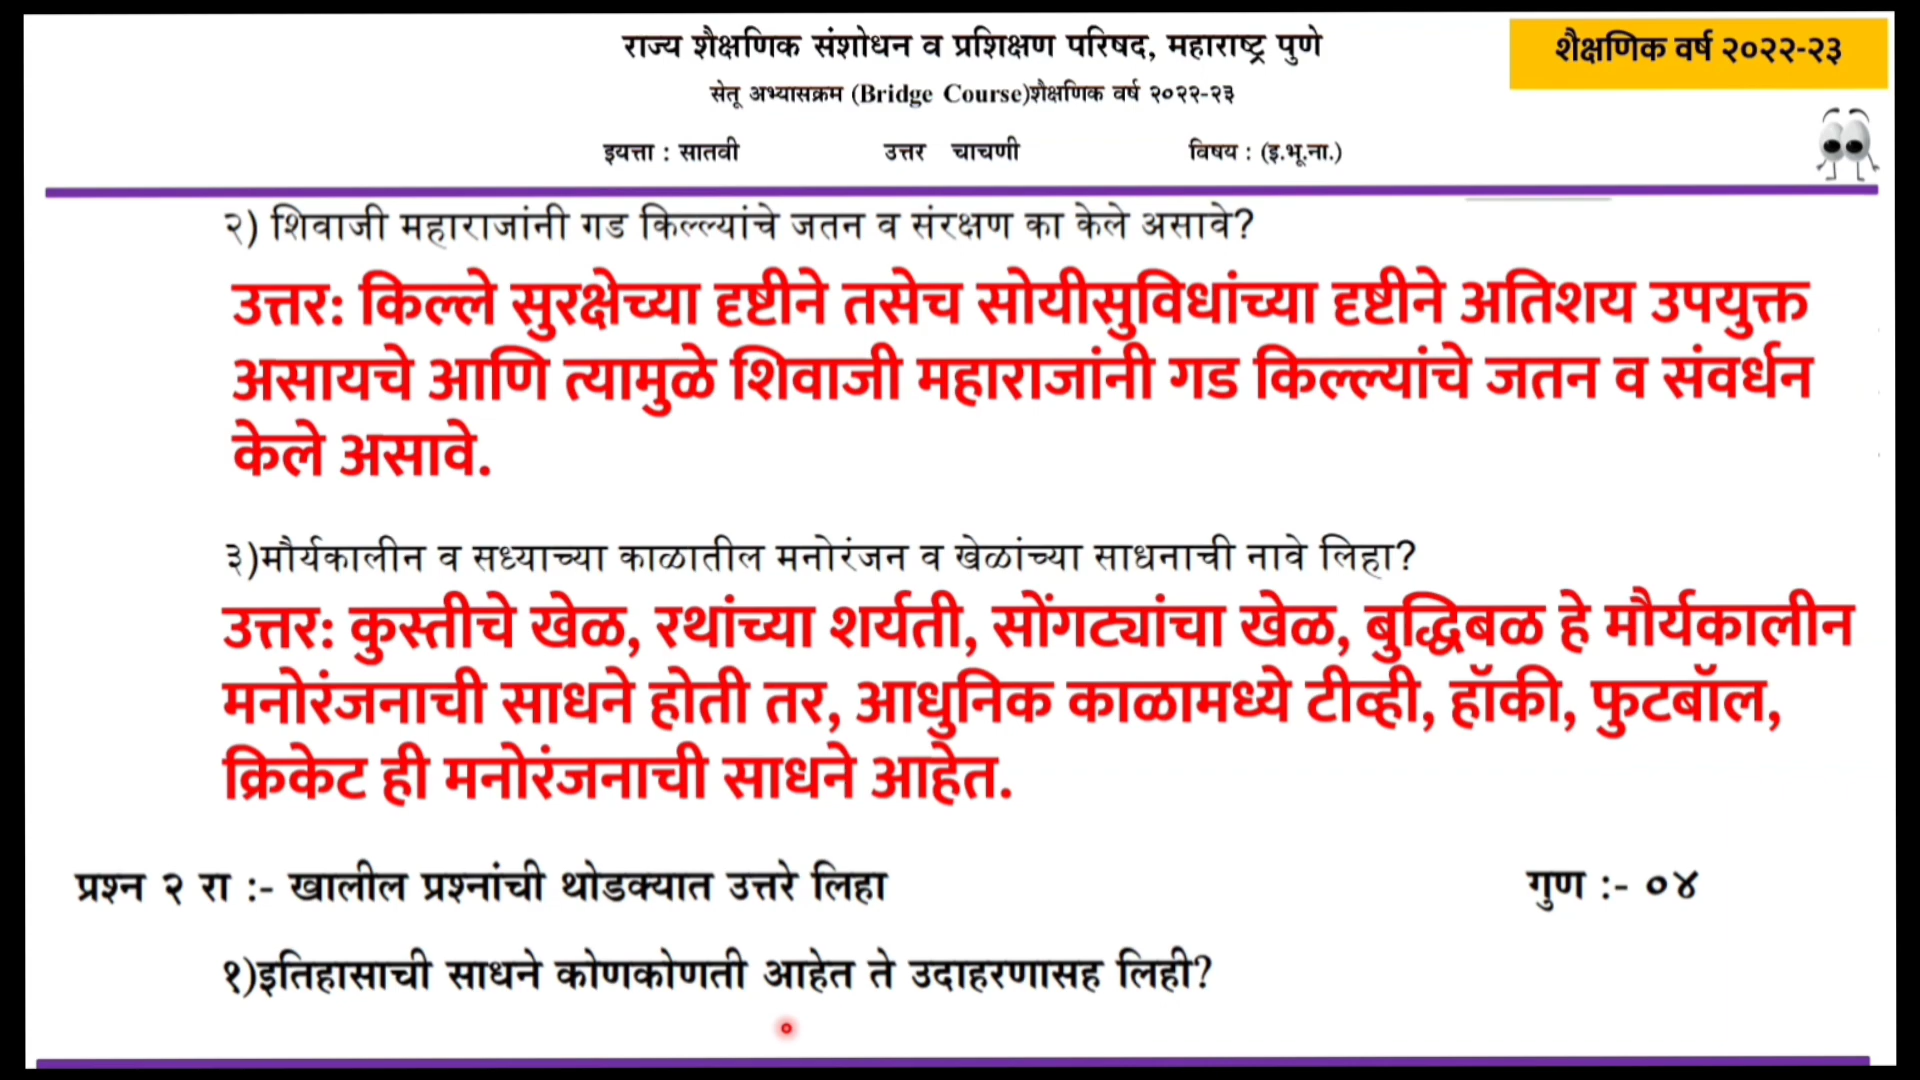 राज्य शैक्षणिक संशोधन व प्रशिक्षण परिषद, महाराष्ट्र पुणे
शैक्षणिक वर्ष २०२२-२३
सेतू अभ्यासक्रम (Bridge Course)शैक्षणिक वर्ष २०२२-२३
इयत्ता : सातवी उत्तर चाचणी विषय : (इ.भू.ना.)
२) शिवाजी महाराजांनी गड किल्ल्यांचे जतन व संरक्षण का केले असावे?
उत्तर: किल्ले सुरक्षेच्या दृष्टीने तसेच सोयीसुविधांच्या दृष्टीने अतिशय उपयुक्त
असायचे आणि त्यामुळे शिवाजी महाराजांनी गड किल्ल्यांचे जतन व संवर्धन
केले असावे.
३)मौर्यकालीन व सध्याच्या काळातील मनोरंजन व खेळांच्या साधनाची नावे लिहा?
उत्तर: कुस्तीचे खेळ, रथांच्या शर्यती, सोंगट्यांचा खेळ, बुद्धिबळ हे मौर्यकालीन
मनोरंजनाची साधने होती तर, आधुनिक काळामध्ये टीव्ही, हॉकी, फुटबॉल,
क्रिकेट ही मनोरंजनाची साधने आहेत.
प्रश्न २ रा :- खालील प्रश्नांची थोडक्यात उत्तरे लिहा गुण :- ०४
१)इतिहासाची साधने कोणकोणती आहेत ते उदाहरणासह लिही?